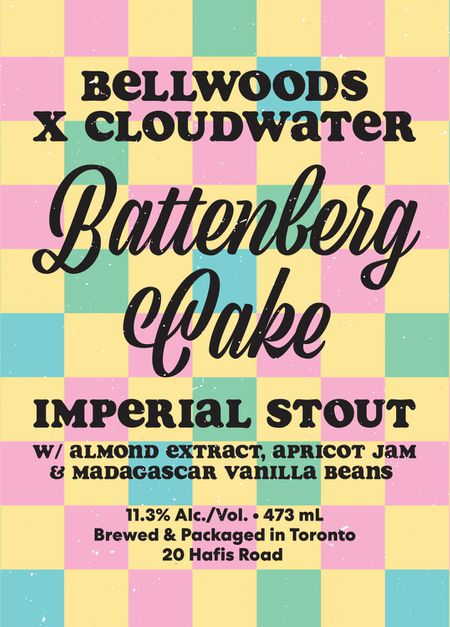 BELLWOODS
X CLOUDWATER
Battenberg
Cake
IMPERIAL STOUT
W/ ALMOND EXTRACT, APRICOT JAM
& MADAGASCAR VANILLA BEANS
11.3% Alc./Vol. • 473 mL
Brewed & Packaged in Toronto
20 Hafis Road